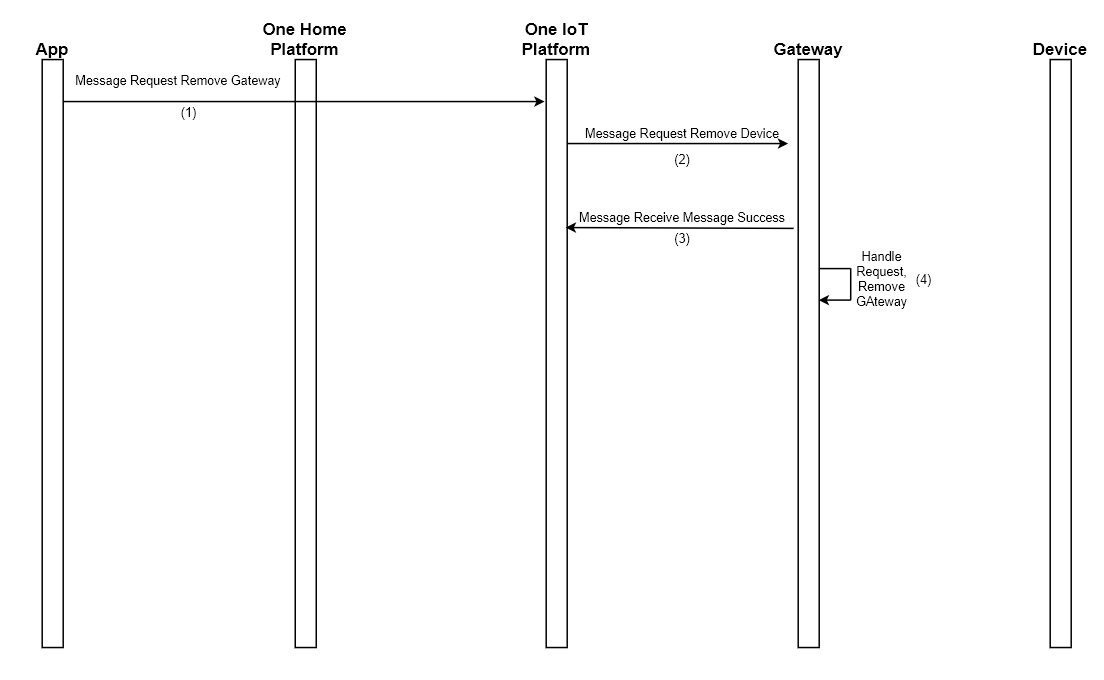 App
One Home
Platform
One IoT
Platform
Gateway
Device
Message Request Remove Gateway
(1)
Message Request Remove Device
(2)
Message Receive Message Success
(3)
Handle
Request,
Remove
GAteway
(4)